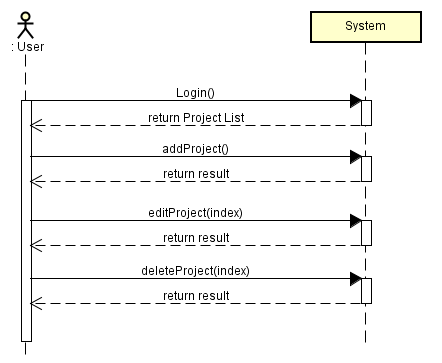 System
: User
Login()
return Project List
addProject()
return result
editProject(index)
return result
deleteProject(index)
return result